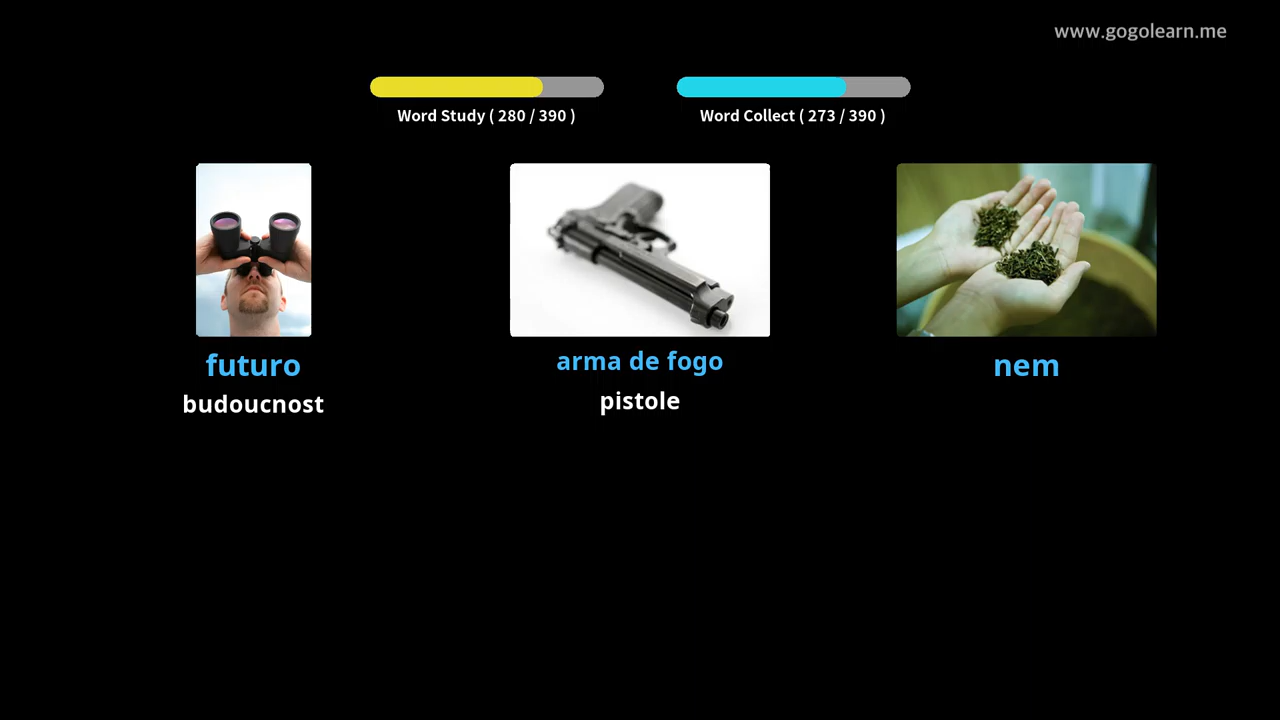 www.gogolearn.me
Word Study ( 280 / 390 )
Word Collect ( 273 / 390 )
futuro
budoucnost
arma de fogo
pistole
nem